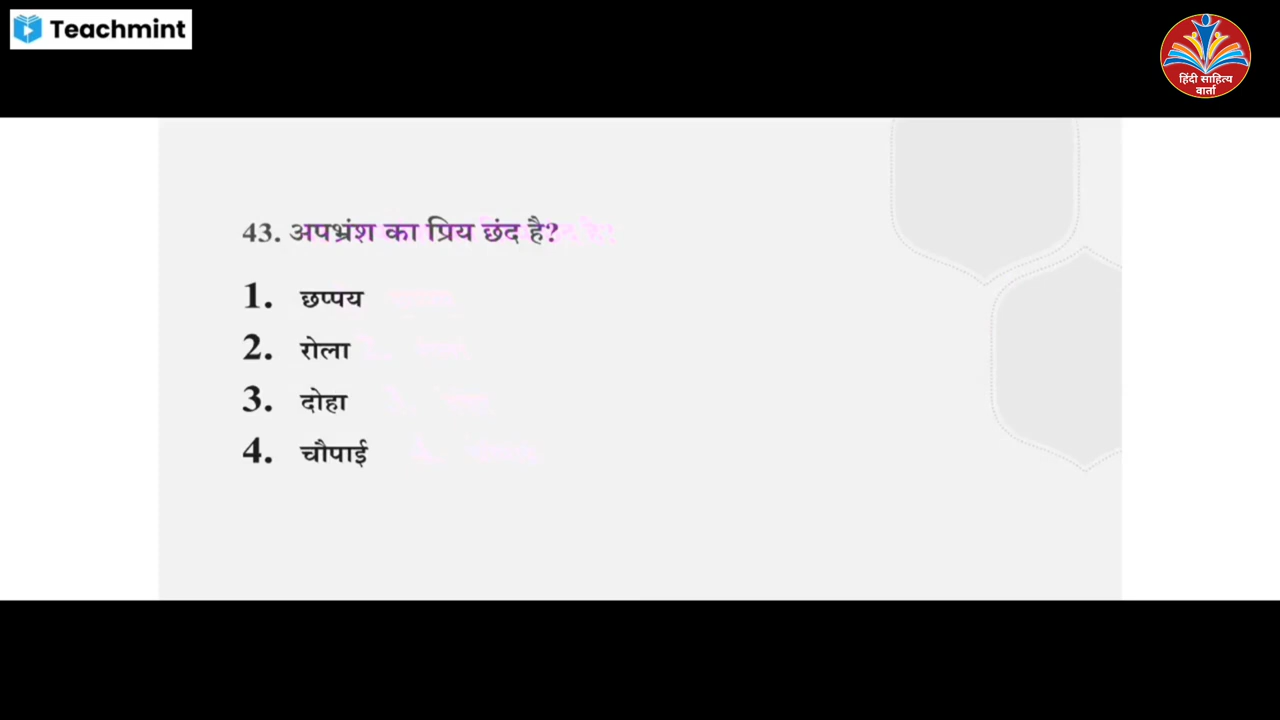 Teachmint
हिंदी साहित्य
वार्ता
43. अपभ्रंश का प्रिय छंद है?
1. छप्पय
2. रोला
3. दोहा
4. चौपाई